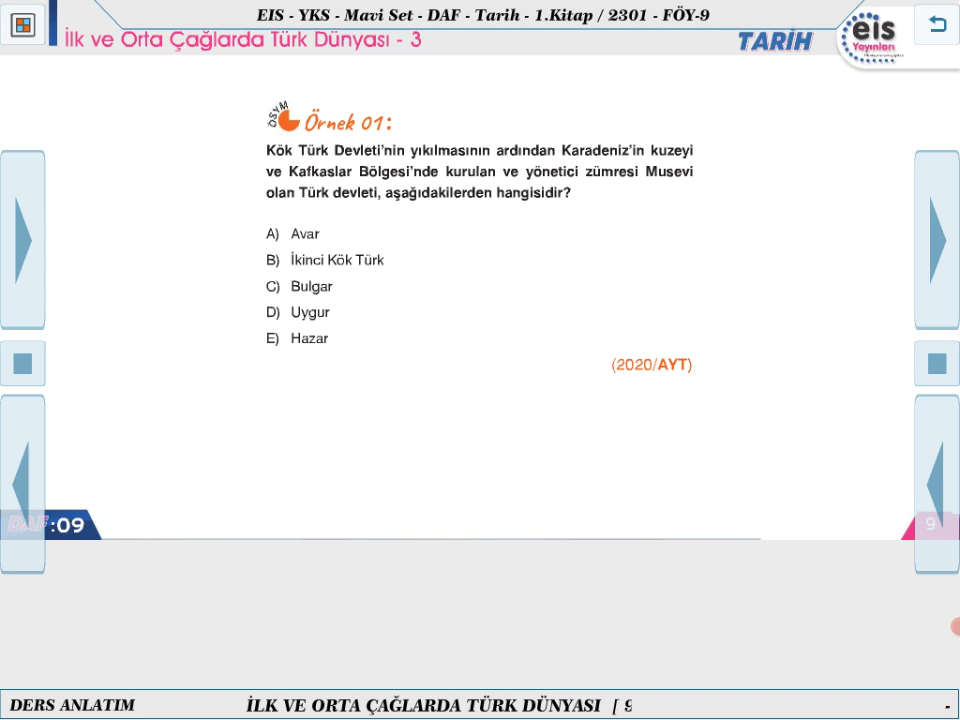 EIS - YKS - Mavi Set - DAF - Tarih - 1.Kitap / 2301 - FÖY-9
İlk ve Orta Çağlarda Türk Dünyası - 3
TARİH
eis
Yayınları
ÖSYM
Örnek 01:
Kök Türk Devleti'nin yıkılmasının ardından Karadeniz'in kuzeyi
ve Kafkaslar Bölgesi'nde kurulan ve yönetici zümresi Musevi
olan Türk devleti, aşağıdakilerden hangisidir?
A) Avar
B) İkinci Kök Türk
C) Bulgar
D) Uygur
E) Hazar
(2020/AYT)
DAF:09
9
DERS ANLATIM
İLK VE ORTA ÇAĞLARDA TÜRK DÜNYASI [ 9
-